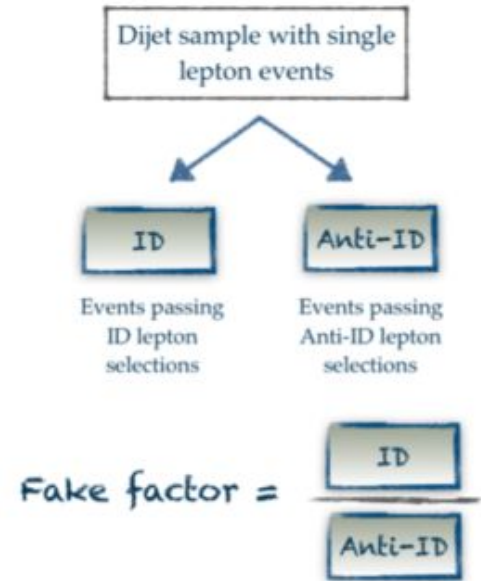 Dijet sample with single
lepton events
ID
Anti-ID
Events passing
ID lepton
selections
Events passing
Anti-ID lepton
selections
Fake factor =
ID
Anti-ID